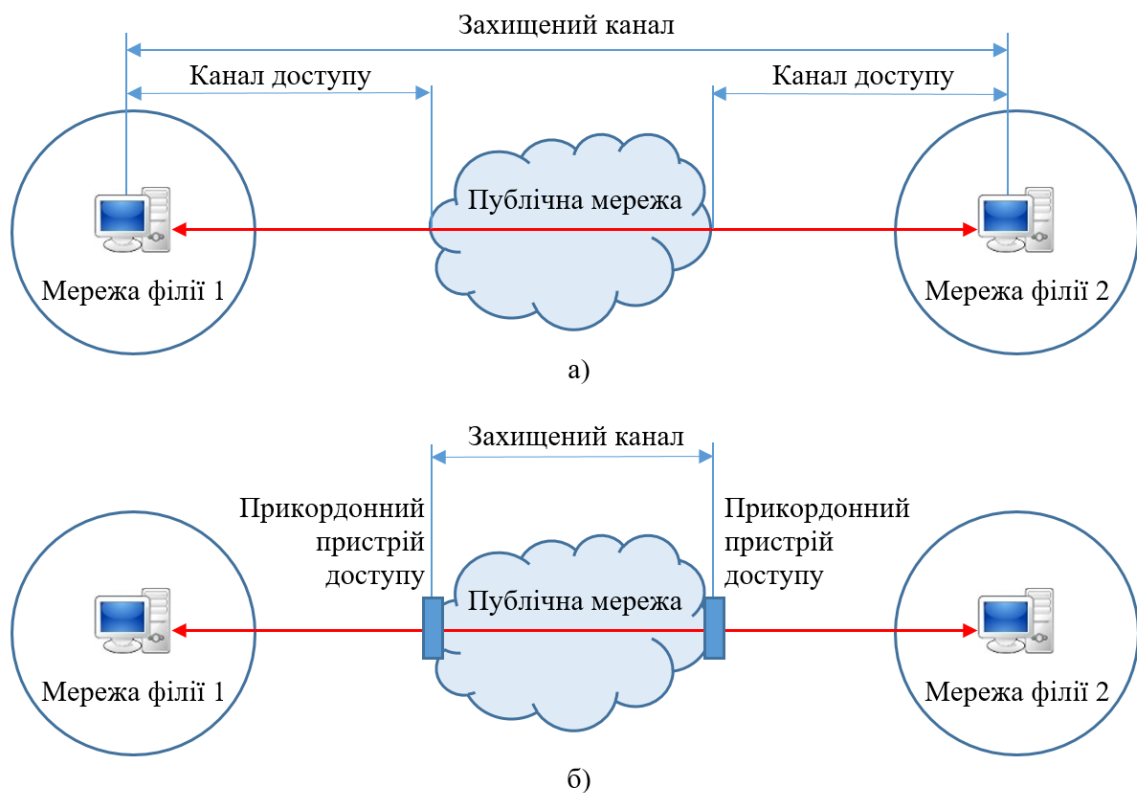 Захищений канал
Канал доступу
Канал доступу
Публічна мережа
Мережа філії 1
Мережа філії 2
а)
Захищений канал
Прикордонний
пристрій
доступу
Прикордонний
пристрій
доступу
Публічна мережа
Мережа філії 1
Мережа філії 2
б)